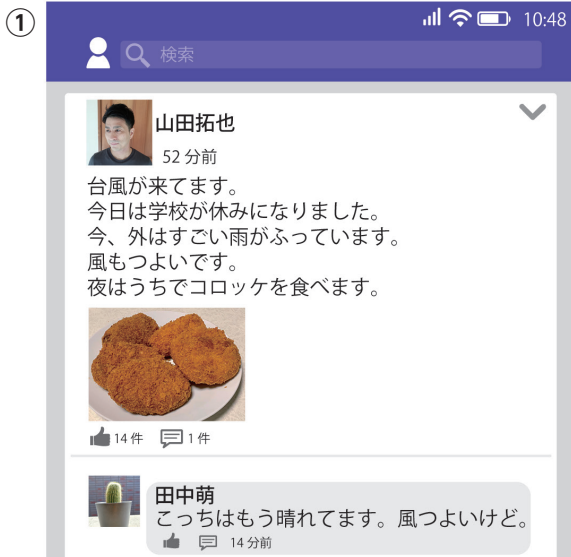 ①
10:48
検索
山田拓也
52 分前
台風が来てます。
今日は学校が休みになりました。
今、外はすごい雨がふっています。
風もつよいです。
夜はうちでコロッケを食べます。
14 件 1 件
田中萌
こっちはもう晴れてます。風つよいけど。
14 分前